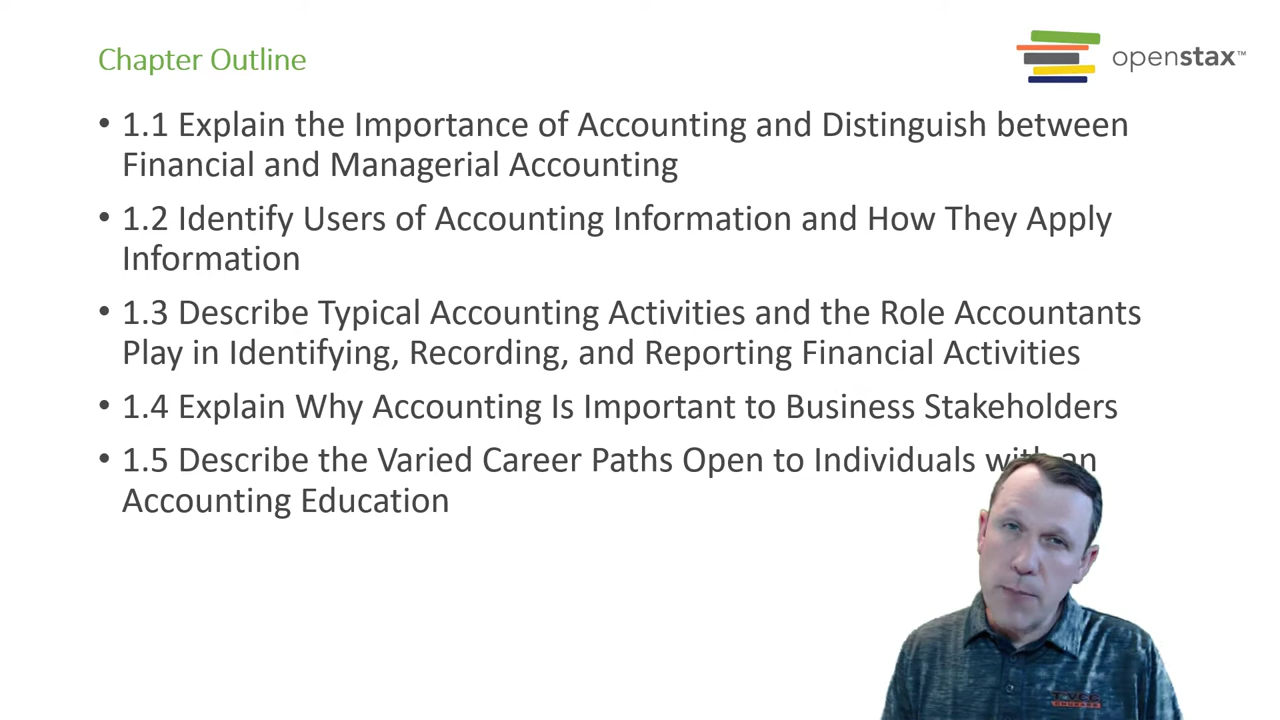 Chapter Outline
openstax™
• 1.1 Explain the Importance of Accounting and Distinguish between
Financial and Managerial Accounting
• 1.2 Identify Users of Accounting Information and How They Apply
Information
• 1.3 Describe Typical Accounting Activities and the Role Accountants
Play in Identifying, Recording, and Reporting Financial Activities
• 1.4 Explain Why Accounting Is Important to Business Stakeholders
• 1.5 Describe the Varied Career Paths Open to Individuals with an
Accounting Education